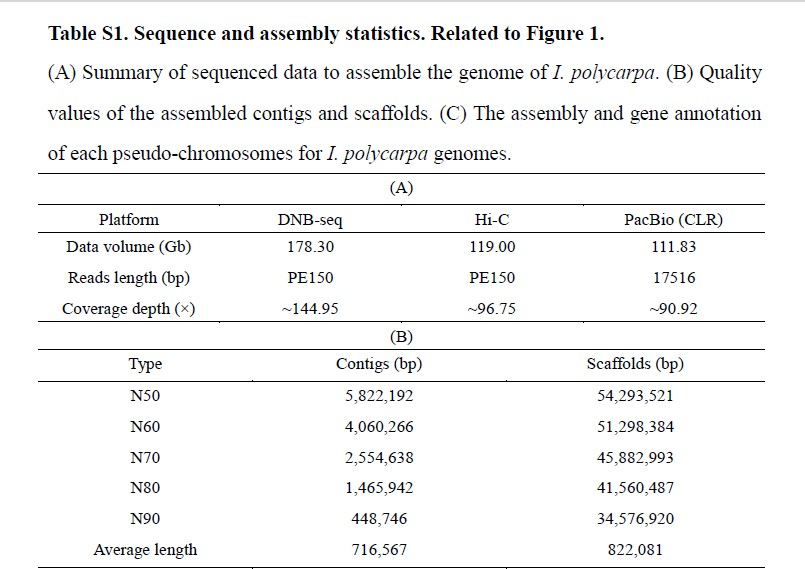 Table S1. Sequence and assembly statistics. Related to Figure 1.
(A) Summary of sequenced data to assemble the genome of I. polycarpa. (B) Quality
values of the assembled contigs and scaffolds. (C) The assembly and gene annotation
of each pseudo-chromosomes for I. polycarpa genomes.
(A)
Platform DNB-seq Hi-C PacBio (CLR)
Data volume (Gb) 178.30 119.00 111.83
Reads length (bp) PE150 PE150 17516
Coverage depth (×) ~144.95 ~96.75 ~90.92
(B)
Type Contigs (bp) Scaffolds (bp)
N50 5,822,192 54,293,521
N60 4,060,266 51,298,384
N70 2,554,638 45,882,993
N80 1,465,942 41,560,487
N90 448,746 34,576,920
Average length 716,567 822,081